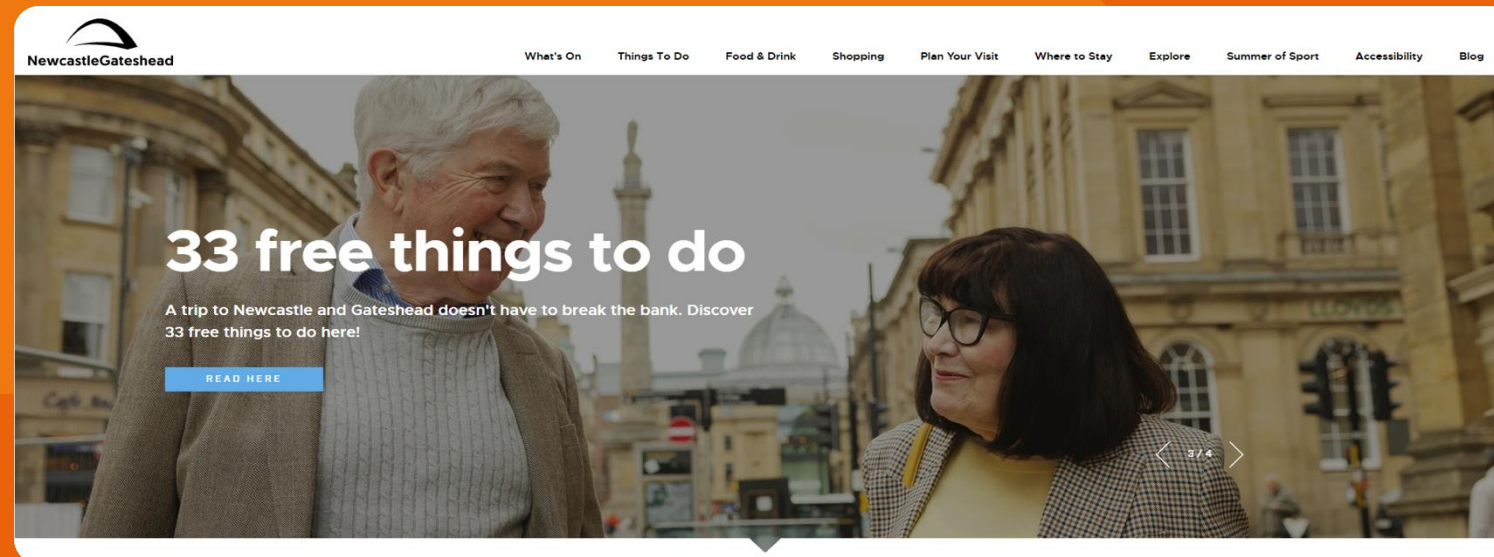 NewcastleGateshead
What's On Things To Do Food & Drink Shopping Plan Your Visit Where to Stay Explore Summer of Sport Accessibility Blog
33 free things to do
A trip to Newcastle and Gateshead doesn't have to break the bank. Discover
33 free things to do here!
READ HERE
3 / 4
LLOYDS